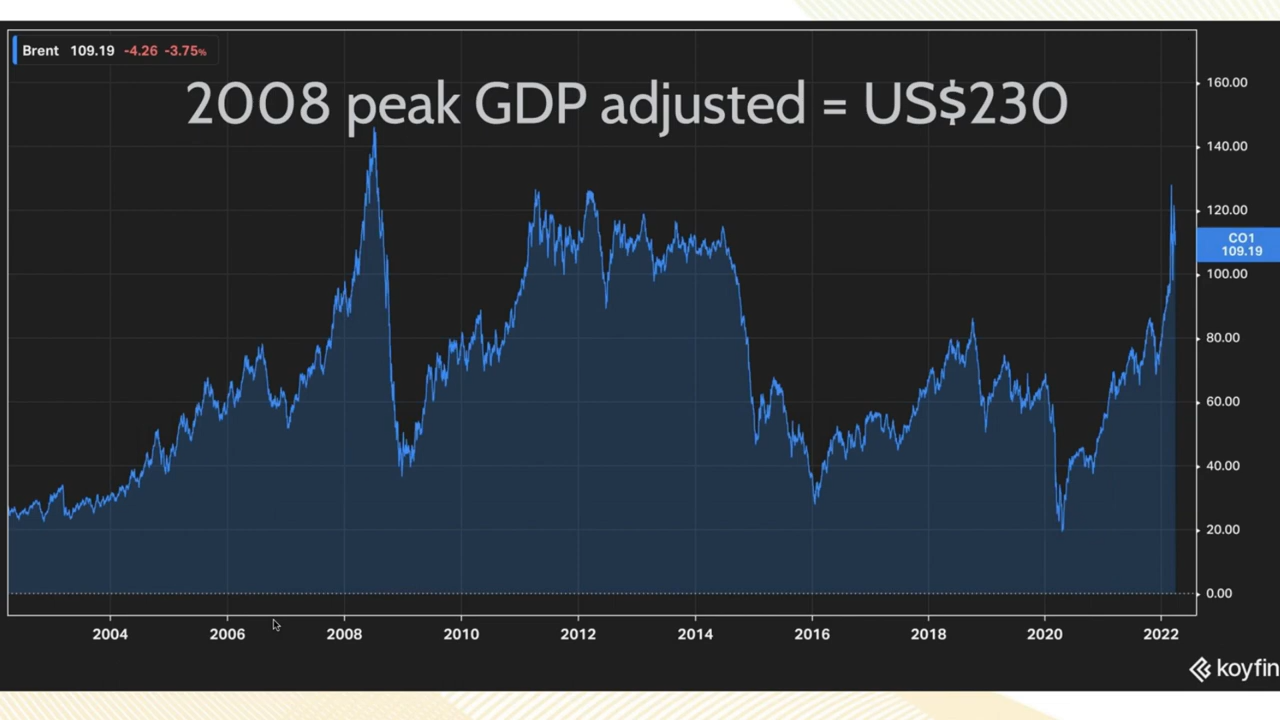 Brent 109.19 -4.26 -3.75%
2008 peak GDP adjusted = US$230
160.00
140.00
120.00
CO1
109.19
100.00
80.00
60.00
40.00
20.00
0.00
2004 2006 2008 2010 2012 2014 2016 2018 2020 2022
koyfin